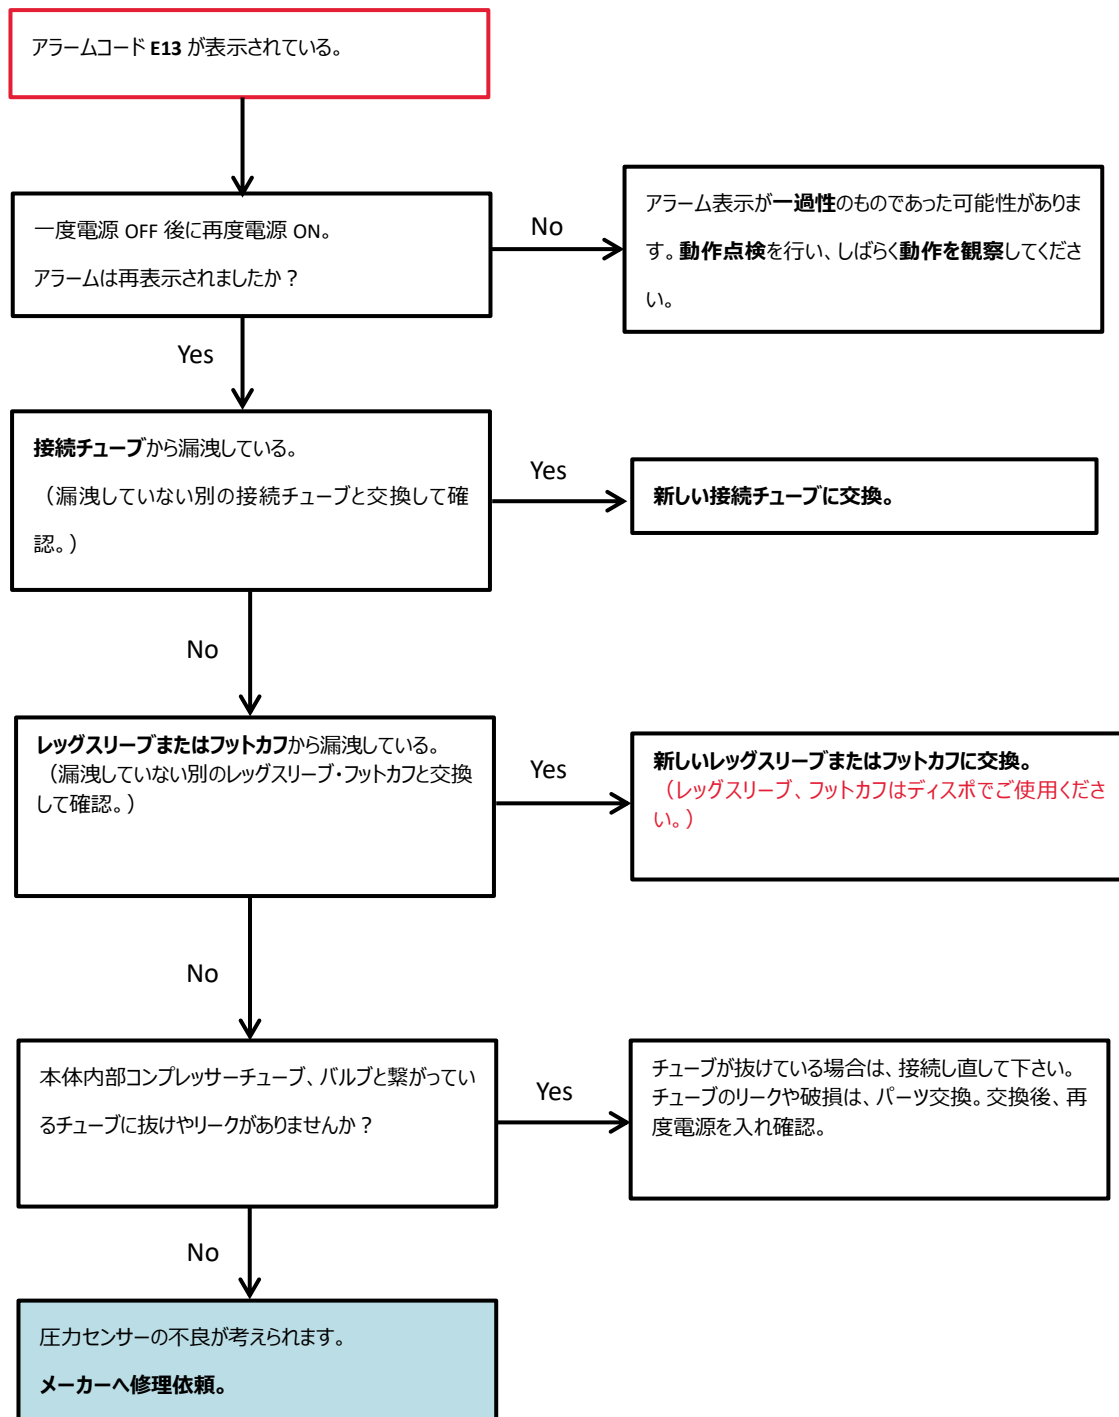 アラームコード E13 が表示されている。
一度電源 OFF 後に再度電源 ON。
アラームは再表示されましたか？
No
アラーム表示が一過性のものであった可能性がありま
す。動作点検を行い、しばらく動作を観察してくださ
い。
Yes
接続チューブから漏洩している。
（漏洩していない別の接続チューブと交換して確
認。）
Yes
新しい接続チューブに交換。
No
レッグスリーブまたはフットカフから漏洩している。
（漏洩していない別のレッグスリーブ・フットカフと交換
して確認。）
Yes
新しいレッグスリーブまたはフットカフに交換。
（レッグスリーブ、フットカフはディスポでご使用くださ
い。）
No
本体内部コンプレッサーチューブ、バルブと繋がってい
るチューブに抜けやリークがありませんか？
Yes
チューブが抜けている場合は、接続し直して下さい。
チューブのリークや破損は、パーツ交換。交換後、再
度電源を入れ確認。
No
圧力センサーの不良が考えられます。
メーカーへ修理依頼。